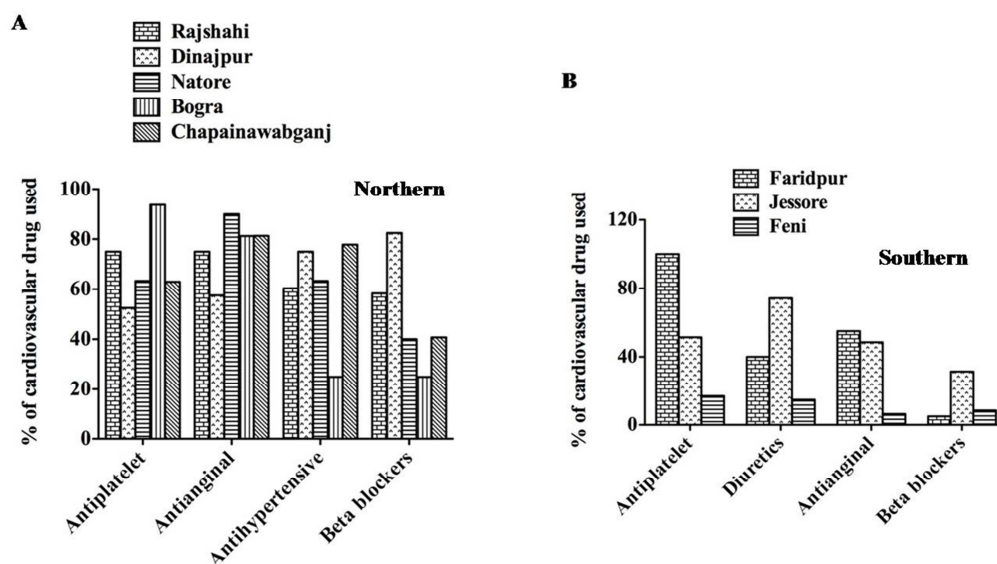 A
Rajshahi
Dinajpur
Natore
Bogra
Chapainawabganj
Northern
% of cardiovascular drug used
100
80
60
40
20
0
Antiplatelet
Antianginal
Antihypertensive
Beta blockers
B
Faridpur
Jessore
Feni
Southern
% of cardiovascular drug used
120
80
40
0
Antiplatelet
Diuretics
Antianginal
Beta blockers